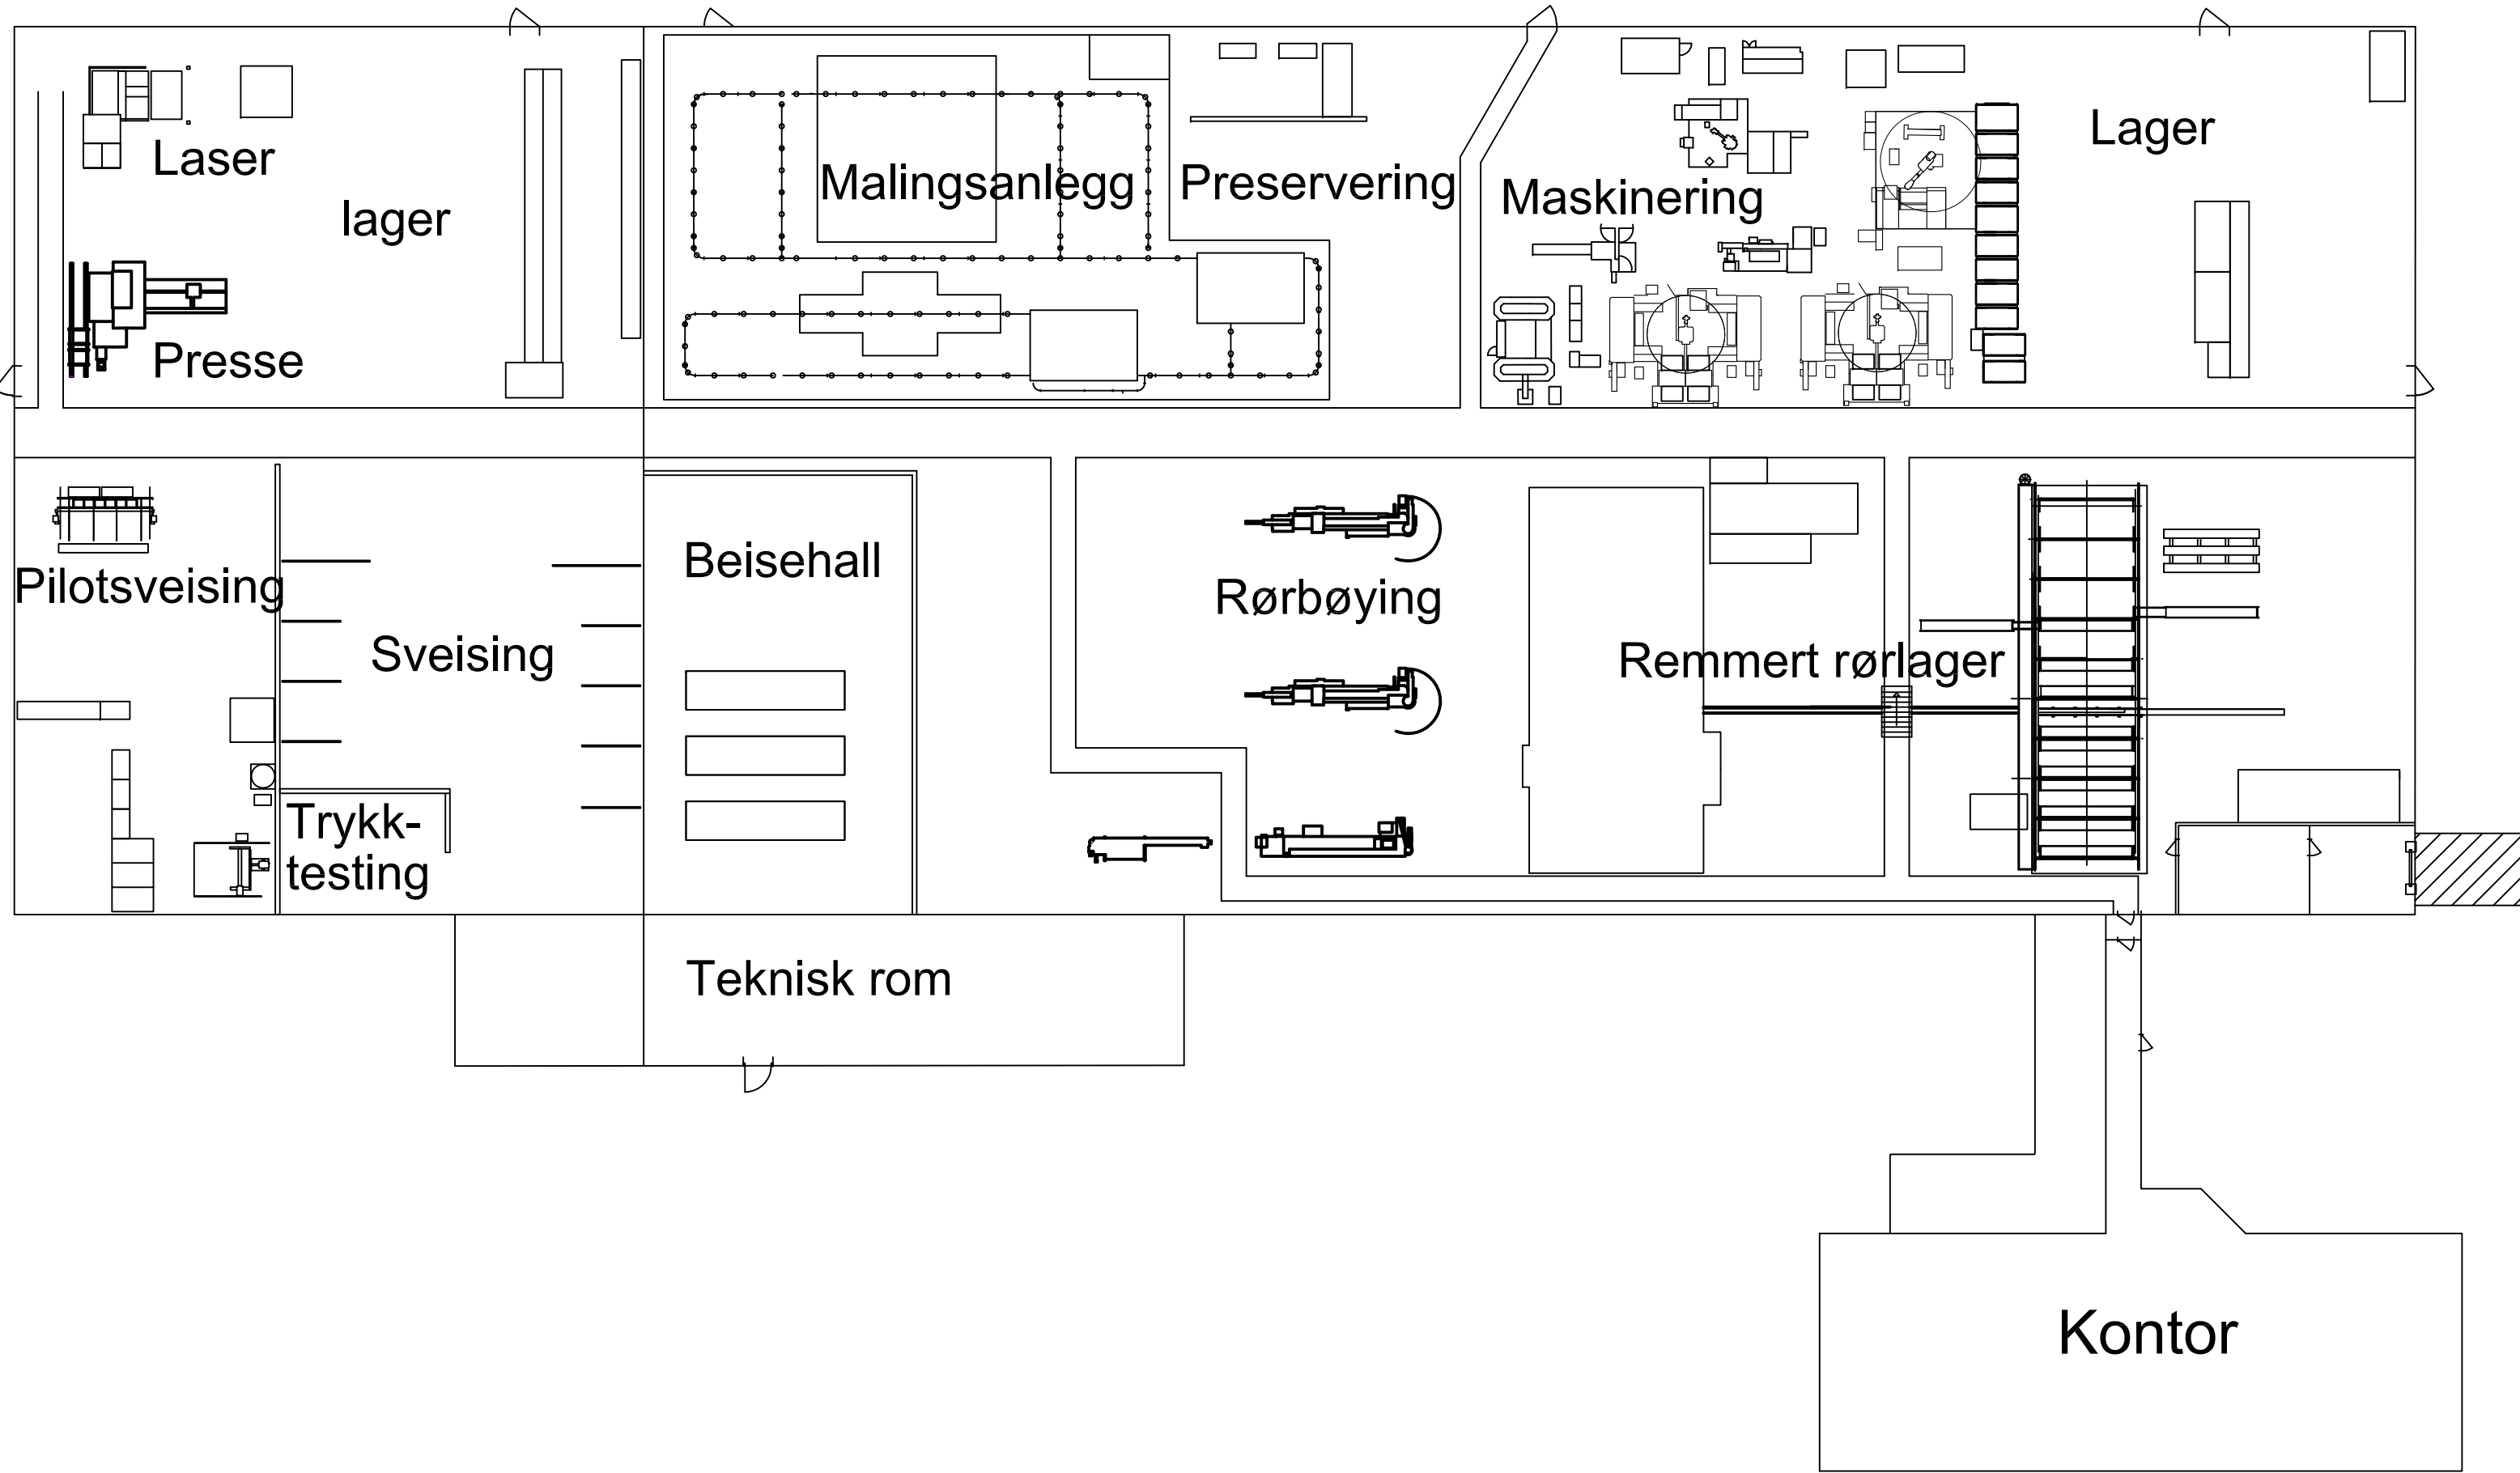 Laser
lager
Presse
Malingsanlegg
Preservering
Maskinering
Lager
Pilotsveising
Sveising
Trykk-
testing
Beisehall
Rørbøying
Remmert rørlager
Teknisk rom
Kontor